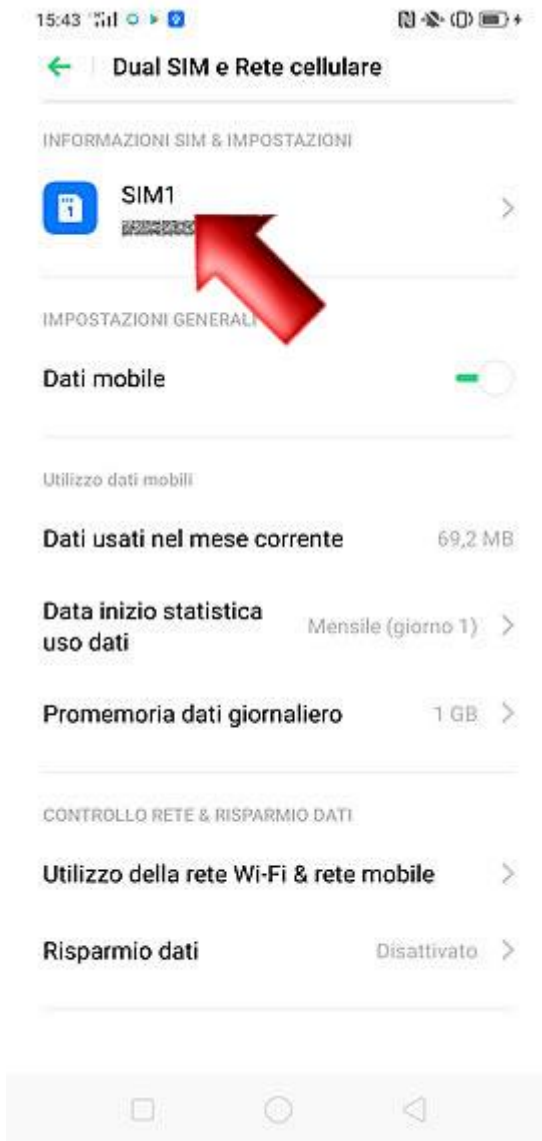 15:43
Dual SIM e Rete cellulare
INFORMAZIONI SIM & IMPOSTAZIONI
1
SIM1
IMPOSTAZIONI GENERALI
Dati mobile
Utilizzo dati mobili
Dati usati nel mese corrente 69,2 MB
Data inizio statistica
uso dati Mensile (giorno 1)
Promemoria dati giornaliero 1 GB
CONTROLLO RETE & RISPARMIO DATI
Utilizzo della rete Wi-Fi & rete mobile
Risparmio dati Disattivato